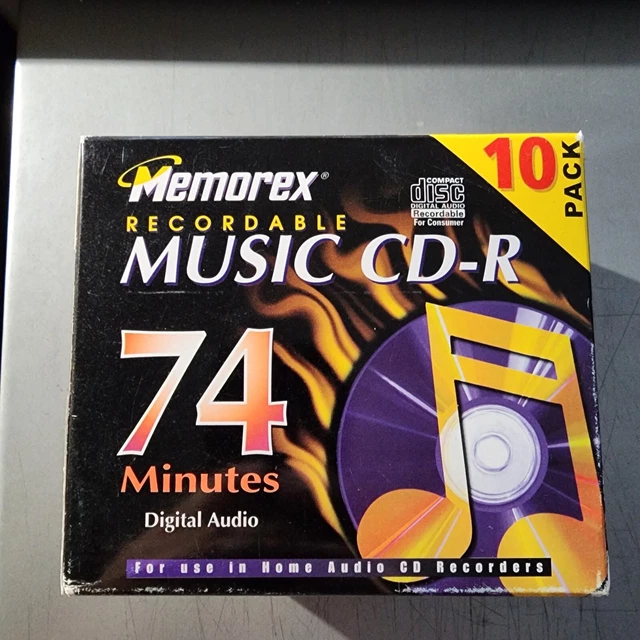 Memorex®
RECORDABLE
MUSIC CD-R
10
PACK
COMPACT
disc
DIGITAL AUDIO
Recordable
For Consumer
74
Minutes
Digital Audio
For use in Home Audio CD Recorders